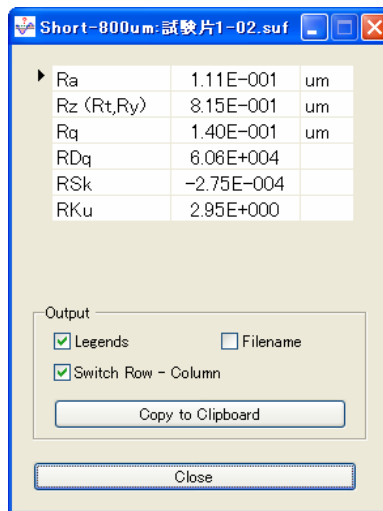 Short-800um:試験片1-02.suf
Ra 1.11E-001 um
Rz (Rt,Ry) 8.15E-001 um
Rq 1.40E-001 um
RDq 6.06E+004
RSk -2.75E-004
RKu 2.95E+000
Output
Legends Filename
Switch Row - Column
Copy to Clipboard
Close